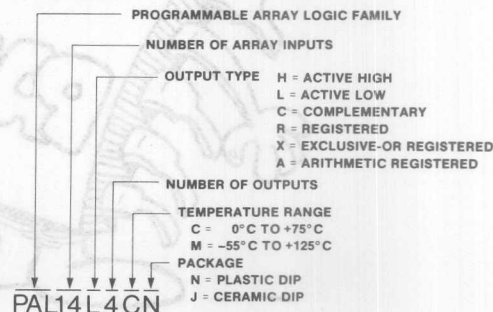 PROGRAMMABLE ARRAY LOGIC FAMILY
NUMBER OF ARRAY INPUTS
OUTPUT TYPE H = ACTIVE HIGH
L = ACTIVE LOW
C = COMPLEMENTARY
R = REGISTERED
X = EXCLUSIVE-OR REGISTERED
A = ARITHMETIC REGISTERED
NUMBER OF OUTPUTS
TEMPERATURE RANGE
C = 0°C TO +75°C
M = -55°C TO +125°C
PACKAGE
N = PLASTIC DIP
J = CERAMIC DIP
PAL14L4CN